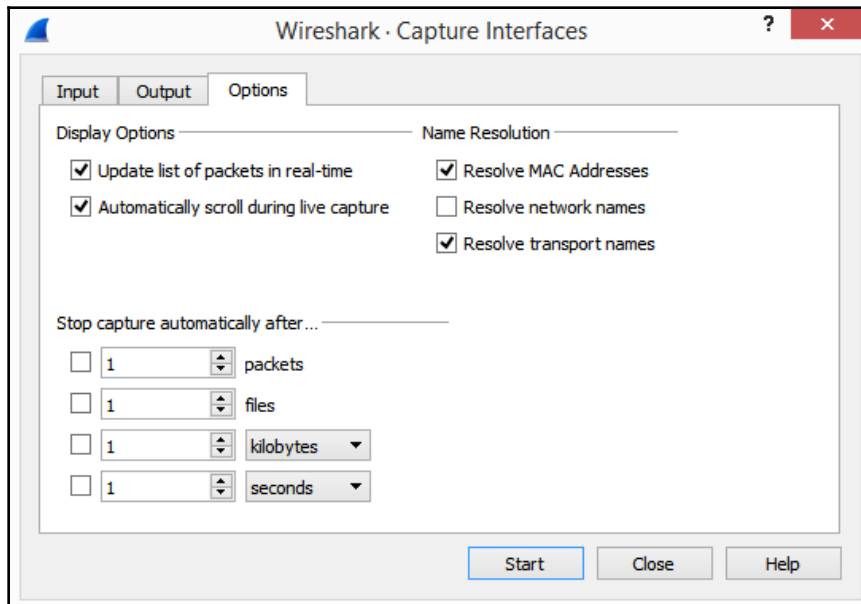 Wireshark · Capture Interfaces
?
Input Output Options
Display Options
Update list of packets in real-time
Automatically scroll during live capture
Name Resolution
Resolve MAC Addresses
Resolve network names
Resolve transport names
Stop capture automatically after...
1 packets
1 files
1 kilobytes
1 seconds
Start Close Help